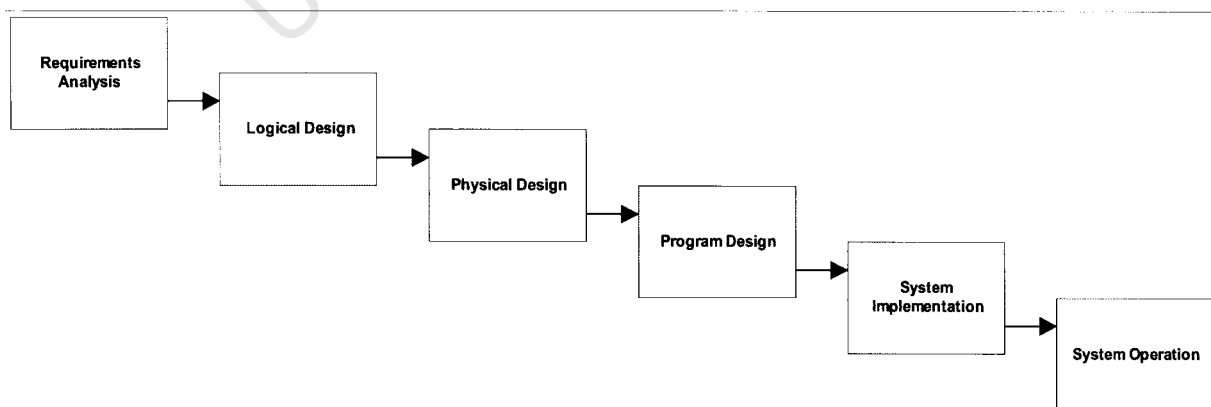 Requirements
Analysis
Logical Design
Physical Design
Program Design
System
Implementation
System Operation